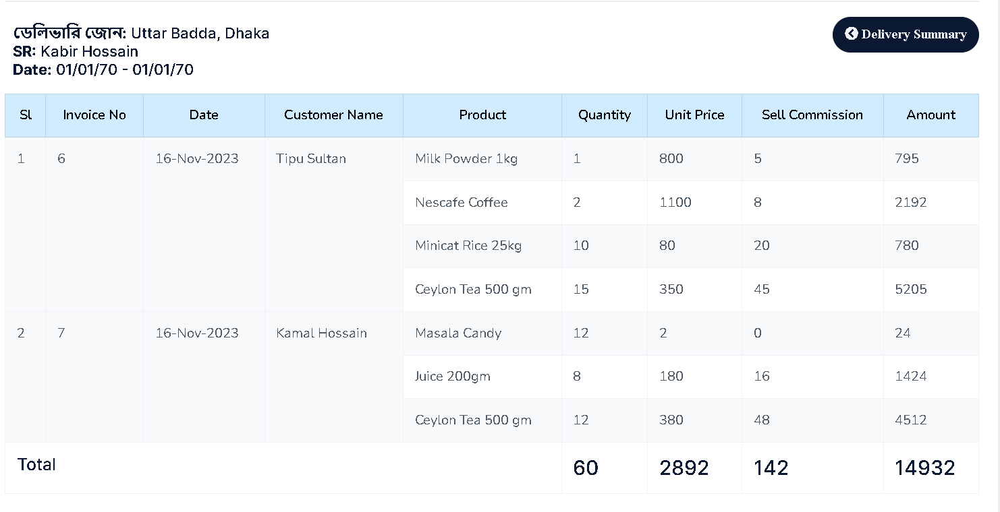 ডেলিভারি জোন: Uttar Badda, Dhaka
SR: Kabir Hossain
Date: 01/01/70 - 01/01/70
Delivery Summary
Sl Invoice No Date Customer Name Product Quantity Unit Price Sell Commission Amount
1 6 16-Nov-2023 Tipu Sultan Milk Powder 1kg 1 800 5 795
Nescafe Coffee 2 1100 8 2192
Minicat Rice 25kg 10 80 20 780
Ceylon Tea 500 gm 15 350 45 5205
2 7 16-Nov-2023 Kamal Hossain Masala Candy 12 2 0 24
Juice 200gm 8 180 16 1424
Ceylon Tea 500 gm 12 380 48 4512
Total 60 2892 142 14932